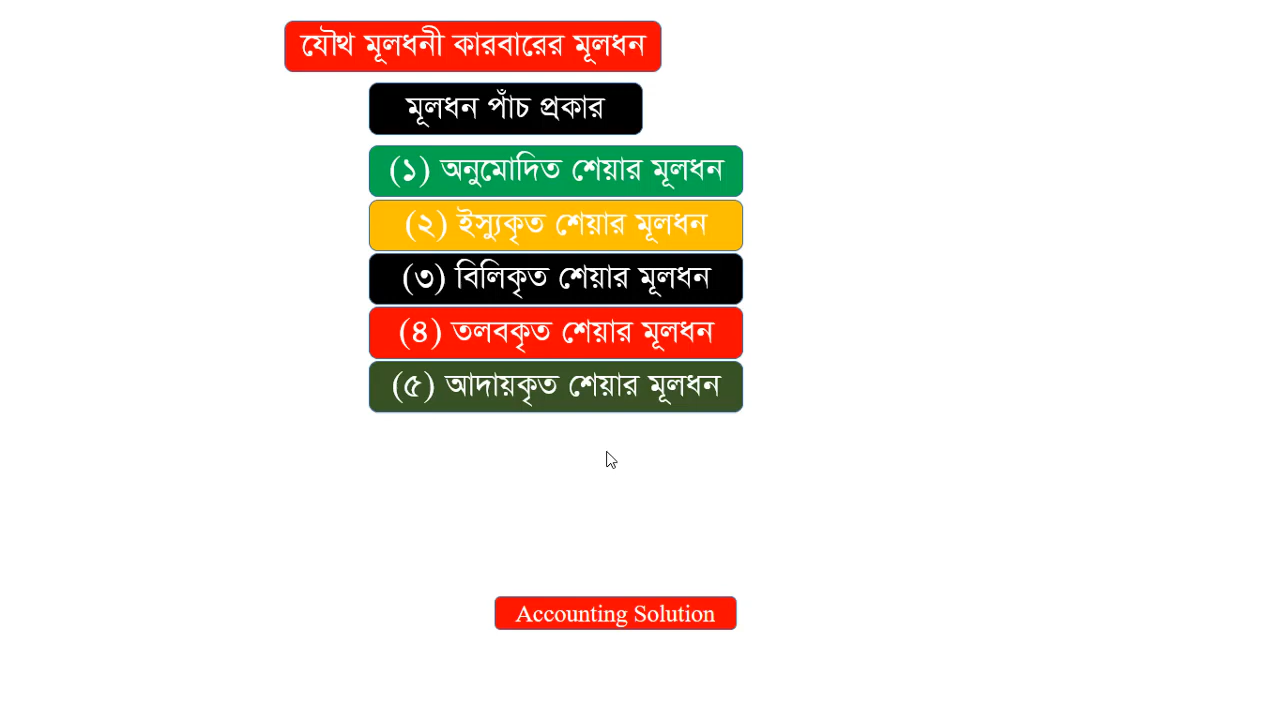 যৌথ মূলধনী কারবারের মূলধন
মূলধন পাঁচ প্রকার
(১) অনুমোদিত শেয়ার মূলধন
(২) ইস্যুকৃত শেয়ার মূলধন
(৩) বিলিকৃত শেয়ার মূলধন
(৪) তলবকৃত শেয়ার মূলধন
(৫) আদায়কৃত শেয়ার মূলধন
Accounting Solution